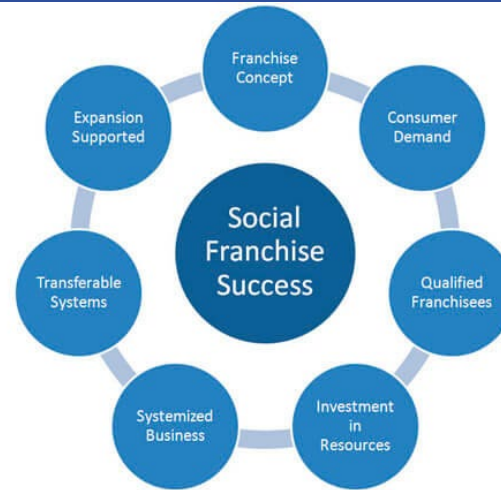 Franchise
Concept
Consumer
Demand
Qualified
Franchisees
Investment
in
Resources
Systemized
Business
Transferable
Systems
Expansion
Supported
Social
Franchise
Success